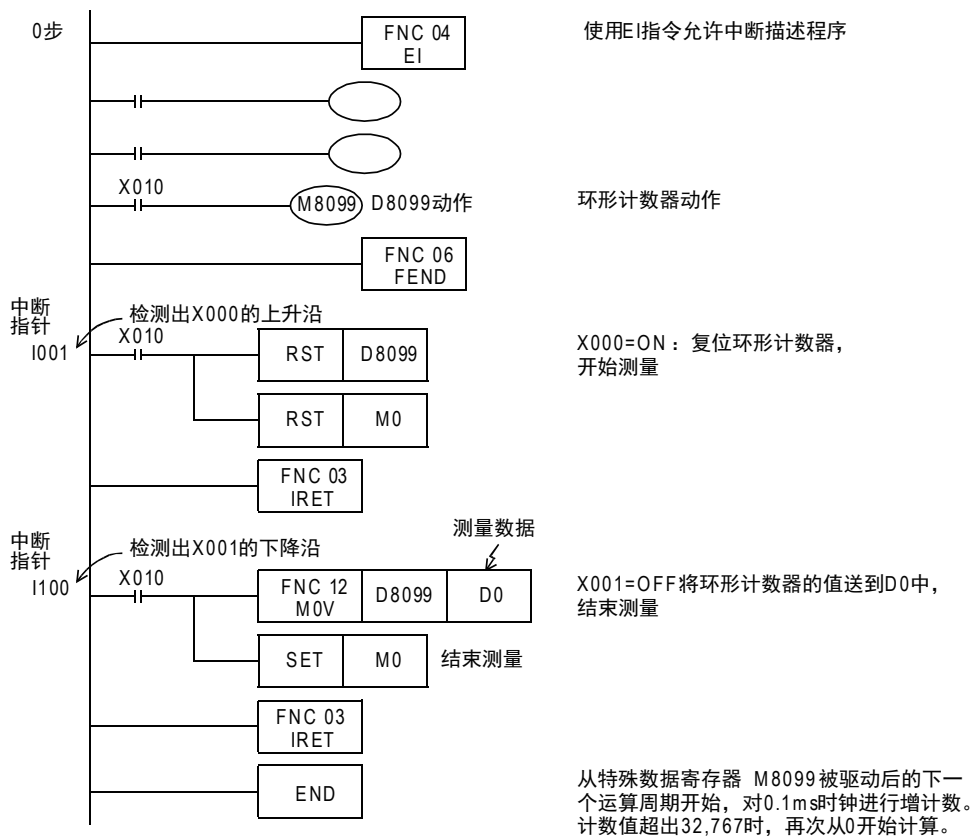 0步
FNC 04
EI
使用EI指令允许中断描述程序
X010
M8099
D8099动作
环形计数器动作
FNC 06
FEND
中断
指针
I001
检测出X000的上升沿
X010
RST D8099
X000=ON：复位环形计数器，
开始测量
RST M0
FNC 03
IRET
测量数据
中断
指针
I100
检测出X001的下降沿
X010
FNC 12
MOV
D8099
D0
X001=OFF将环形计数器的值送到D0中，
结束测量
SET M0
结束测量
FNC 03
IRET
END
从特殊数据寄存器 M8099被驱动后的下一
个运算周期开始，对0.1ms时钟进行增计数。
计数值超出32,767时，再次从0开始计算。